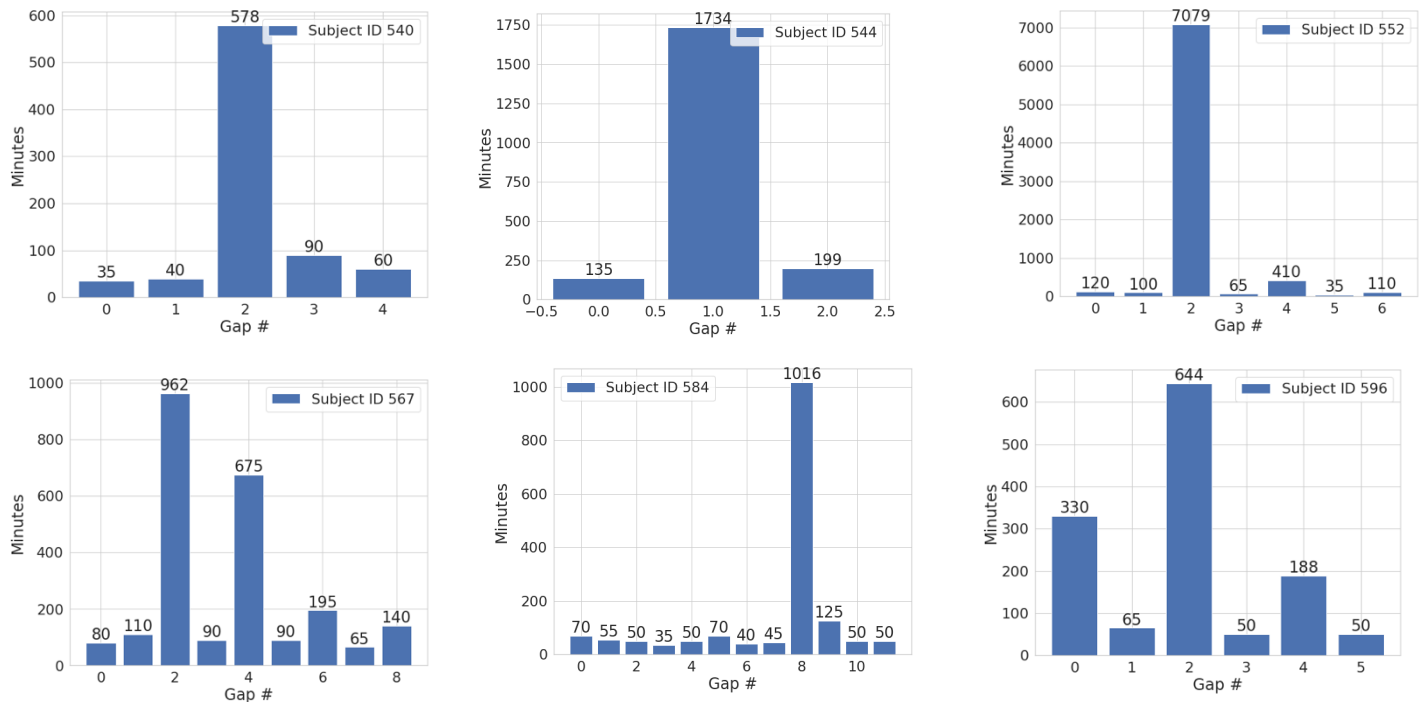 578
600
Subject ID 540
500
400
Minutes
300
200
100
90
60
35
40
0
0 1 2 3 4
Gap #
1734
1750
Subject ID 544
1500
1250
1000
Minutes
750
500
250
199
135
0
−0.5 0.0 0.5 1.0 1.5 2.0 2.5
Gap #
7079
7000
Subject ID 552
6000
5000
4000
Minutes
3000
2000
1000
120 100 65 410 35 110
0
0 1 2 3 4 5 6
Gap #
962
1000
Subject ID 567
800
675
600
Minutes
400
200
195
140
80 110 90 90 65
0
0 2 4 6 8
Gap #
1016
1000
Subject ID 584
800
600
Minutes
400
200
125
70 55 50 35 50 70 40 45 50 50
0
0 2 4 6 8 10
Gap #
644
600
Subject ID 596
500
400
330
300
Minutes
200
188
100
65 50 50
0
0 1 2 3 4 5
Gap #